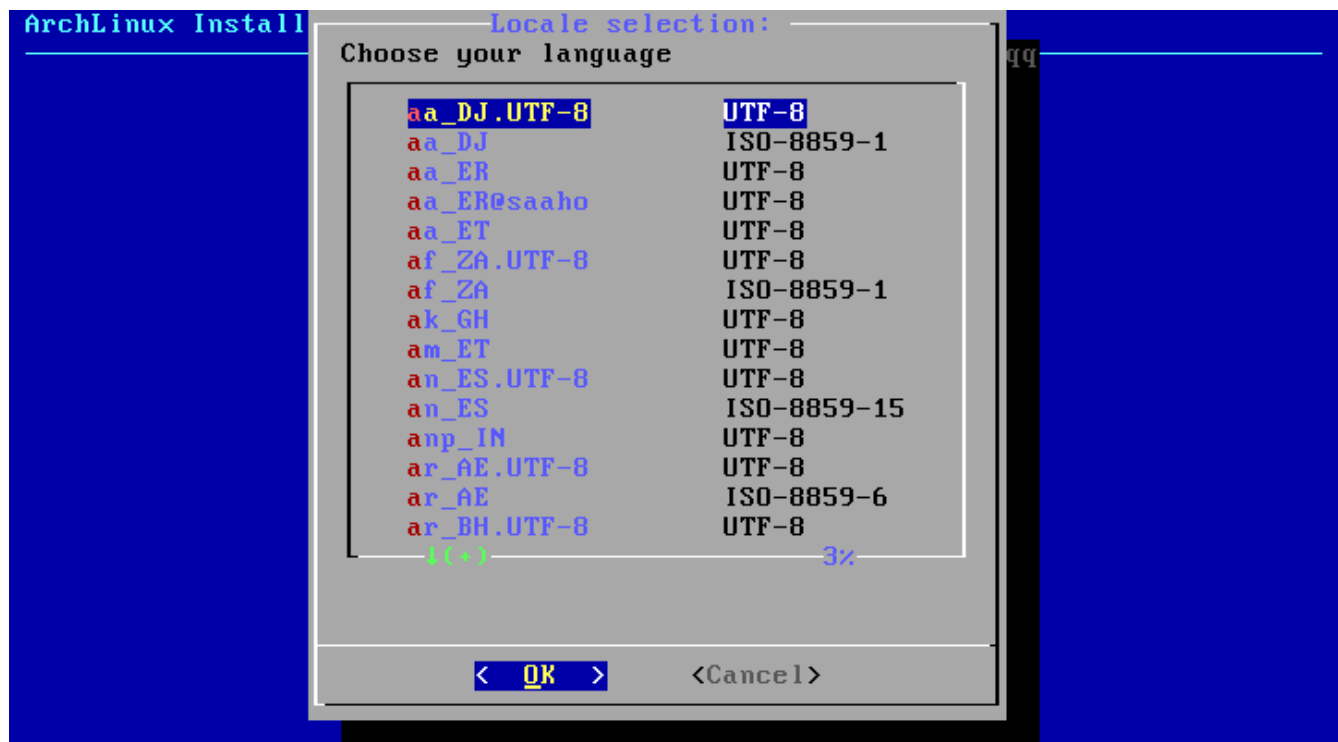 ArchLinux Install
Locale selection:
Choose your language
qq
aa_DJ.UTF-8 UTF-8
aa_DJ ISO-8859-1
aa_ER UTF-8
aa_ER@saaho UTF-8
aa_ET UTF-8
af_ZA.UTF-8 UTF-8
af_ZA ISO-8859-1
ak_GH UTF-8
am_ET UTF-8
an_ES.UTF-8 UTF-8
an_ES ISO-8859-15
anp_IN UTF-8
ar_AE.UTF-8 UTF-8
ar_AE ISO-8859-6
ar_BH.UTF-8 UTF-8
↓(+) 3%
< OK > <Cancel>